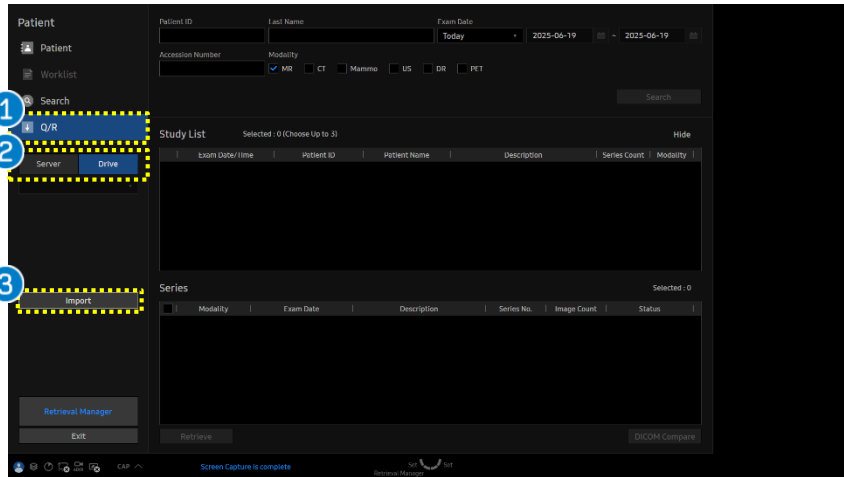 Patient
Patient ID
Last Name
Exam Date
Today
2025-06-19
~
2025-06-19
Patient
Accession Number
Modality
MR
CT
Mammo
US
DR
PET
Worklist
Search
Search
1
Q/R
Study List
Selected : 0 (Choose Up to 3)
Hide
2
Server
Drive
Exam Date/Time
Patient ID
Patient Name
Description
Series Count
Modality
3
Import
Series
Selected : 0
Modality
Exam Date
Description
Series No.
Image Count
Status
Retrieval Manager
Exit
Retrieve
DICOM Compare
CAP
Screen Capture is complete
Set
Set
Retrieval Manager